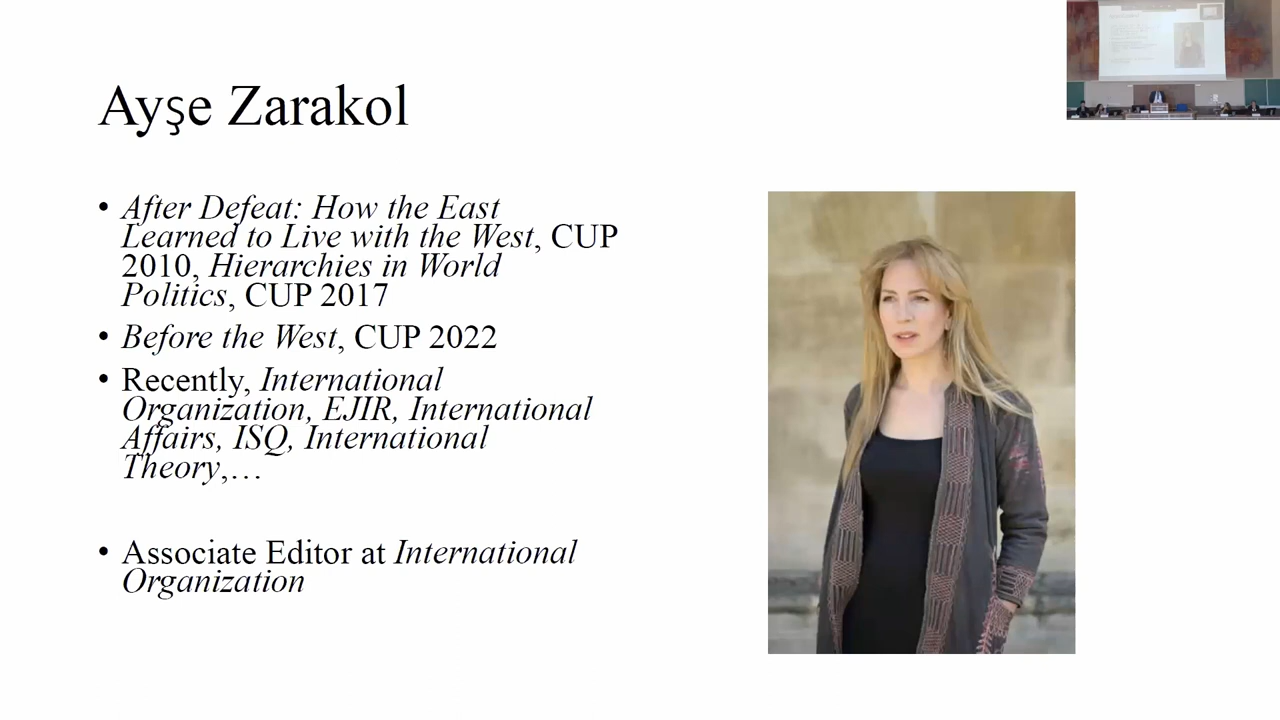 Ayşe Zarakol
• After Defeat: How the East
Learned to Live with the West, CUP
2010, Hierarchies in World
Politics, CUP 2017
• Before the West, CUP 2022
• Recently, International
Organization, EJIR, International
Affairs, ISQ, International
Theory,…
• Associate Editor at International
Organization